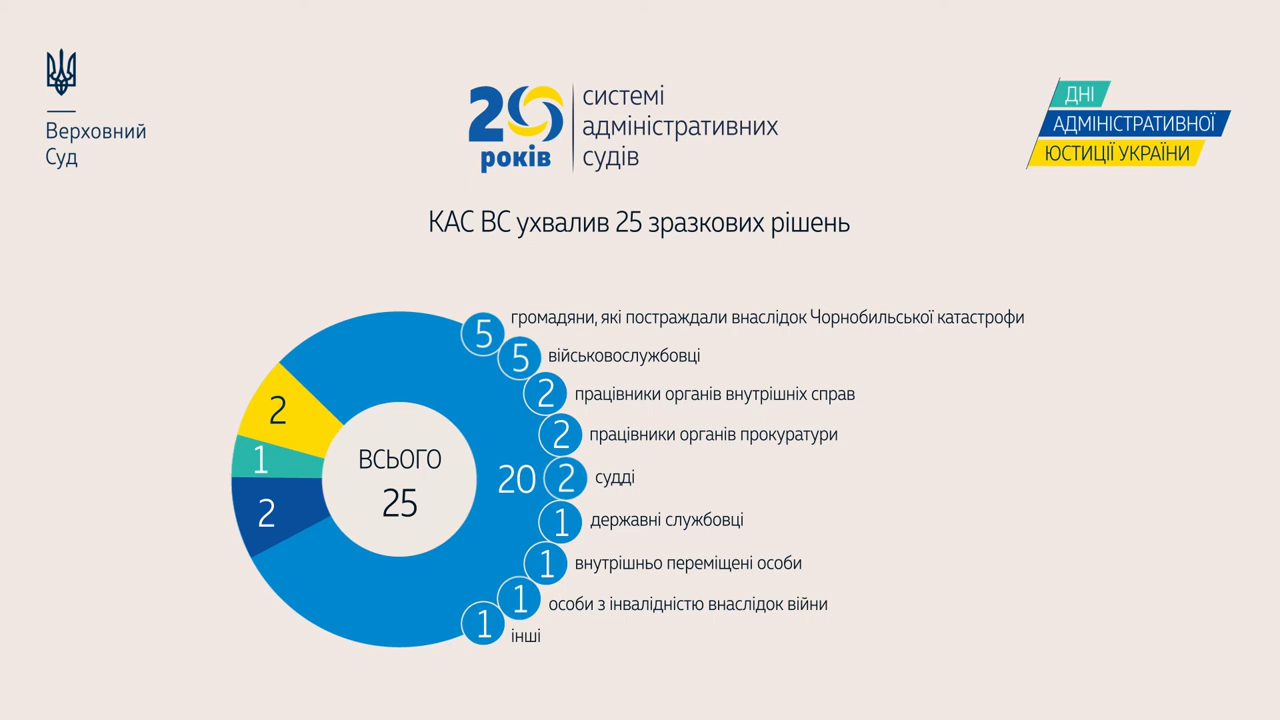 Верховний
Суд
20
років
системі
адміністративних
судів
ДНІ
АДМІНІСТРАТИВНОЇ
ЮСТИЦІЇ УКРАЇНИ
КАС ВС ухвалив 25 зразкових рішень
5 громадяни, які постраждали внаслідок Чорнобильської катастрофи
5 військовослужбовці
2 працівники органів внутрішніх справ
2 працівники органів прокуратури
2 судді
1 державні службовці
1 внутрішньо переміщені особи
1 особи з інвалідністю внаслідок війни
1 інші
20
2
1
2
ВСЬОГО
25